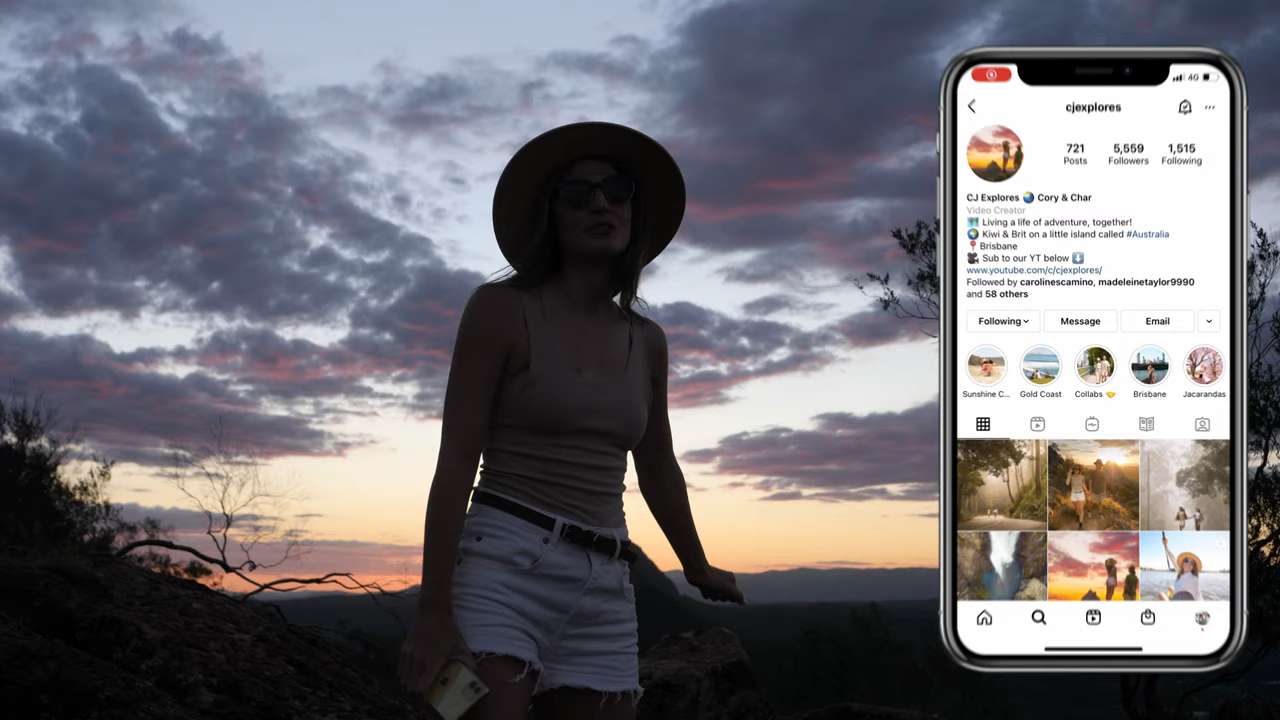 4G
cjexplores
721 5,559 1,515
Posts Followers Following
CJ Explores 🌏 Cory & Char
Video Creator
🗺️ Living a life of adventure, together!
🌏 Kiwi & Brit on a little island called #Australia
📍Brisbane
🎥 Sub to our YT below ⬇️
www.youtube.com/c/cjexplores/
Followed by carolinescamino, madeleinetaylor9990
and 58 others
Following Message Email
Sunshine C... Gold Coast Collabs 🤝 Brisbane Jacarandas